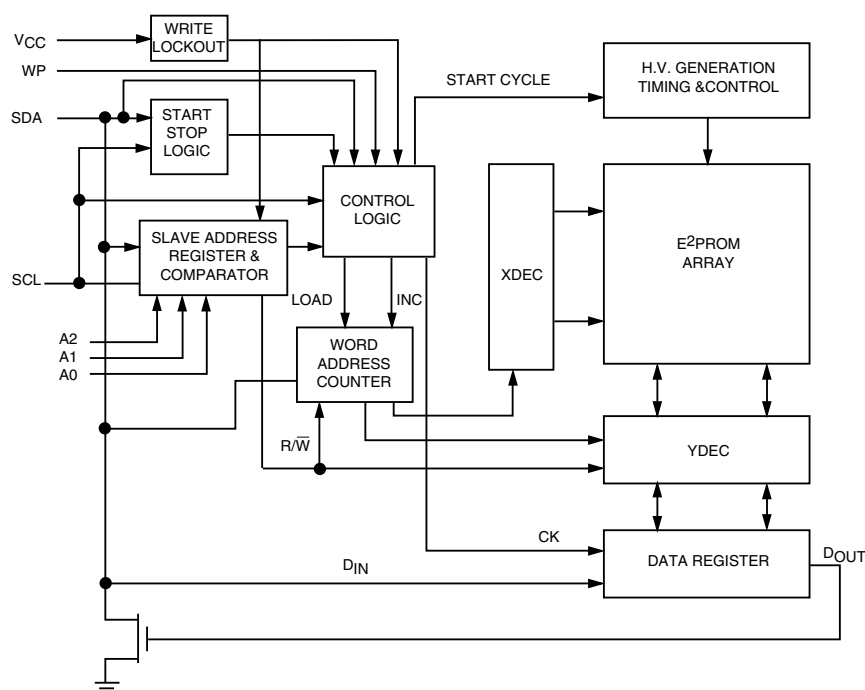 VCC
WRITE
LOCKOUT
WP
START CYCLE
H.V. GENERATION
TIMING &CONTROL
SDA
START
STOP
LOGIC
CONTROL
LOGIC
SLAVE ADDRESS
REGISTER &
COMPARATOR
XDEC
E2PROM
ARRAY
SCL
LOAD
INC
A2
A1
A0
WORD
ADDRESS
COUNTER
R/W̅
YDEC
CK
DIN
DATA REGISTER
DOUT